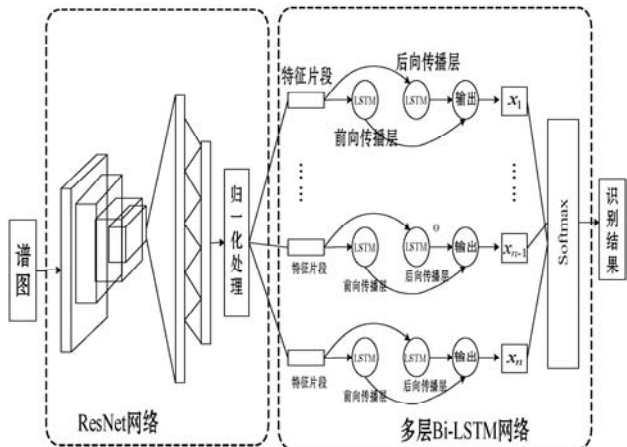 谱图
归一化处理
ResNet网络
特征片段
后向传播层
LSTM
LSTM
输出
x1
前向传播层
……
……
特征片段
LSTM
LSTM
0
输出
xn-1
前向传播层
后向传播层
特征片段
LSTM
LSTM
输出
xn
前向传播层
后向传播层
Softmax
识别结果
多层Bi-LSTM网络